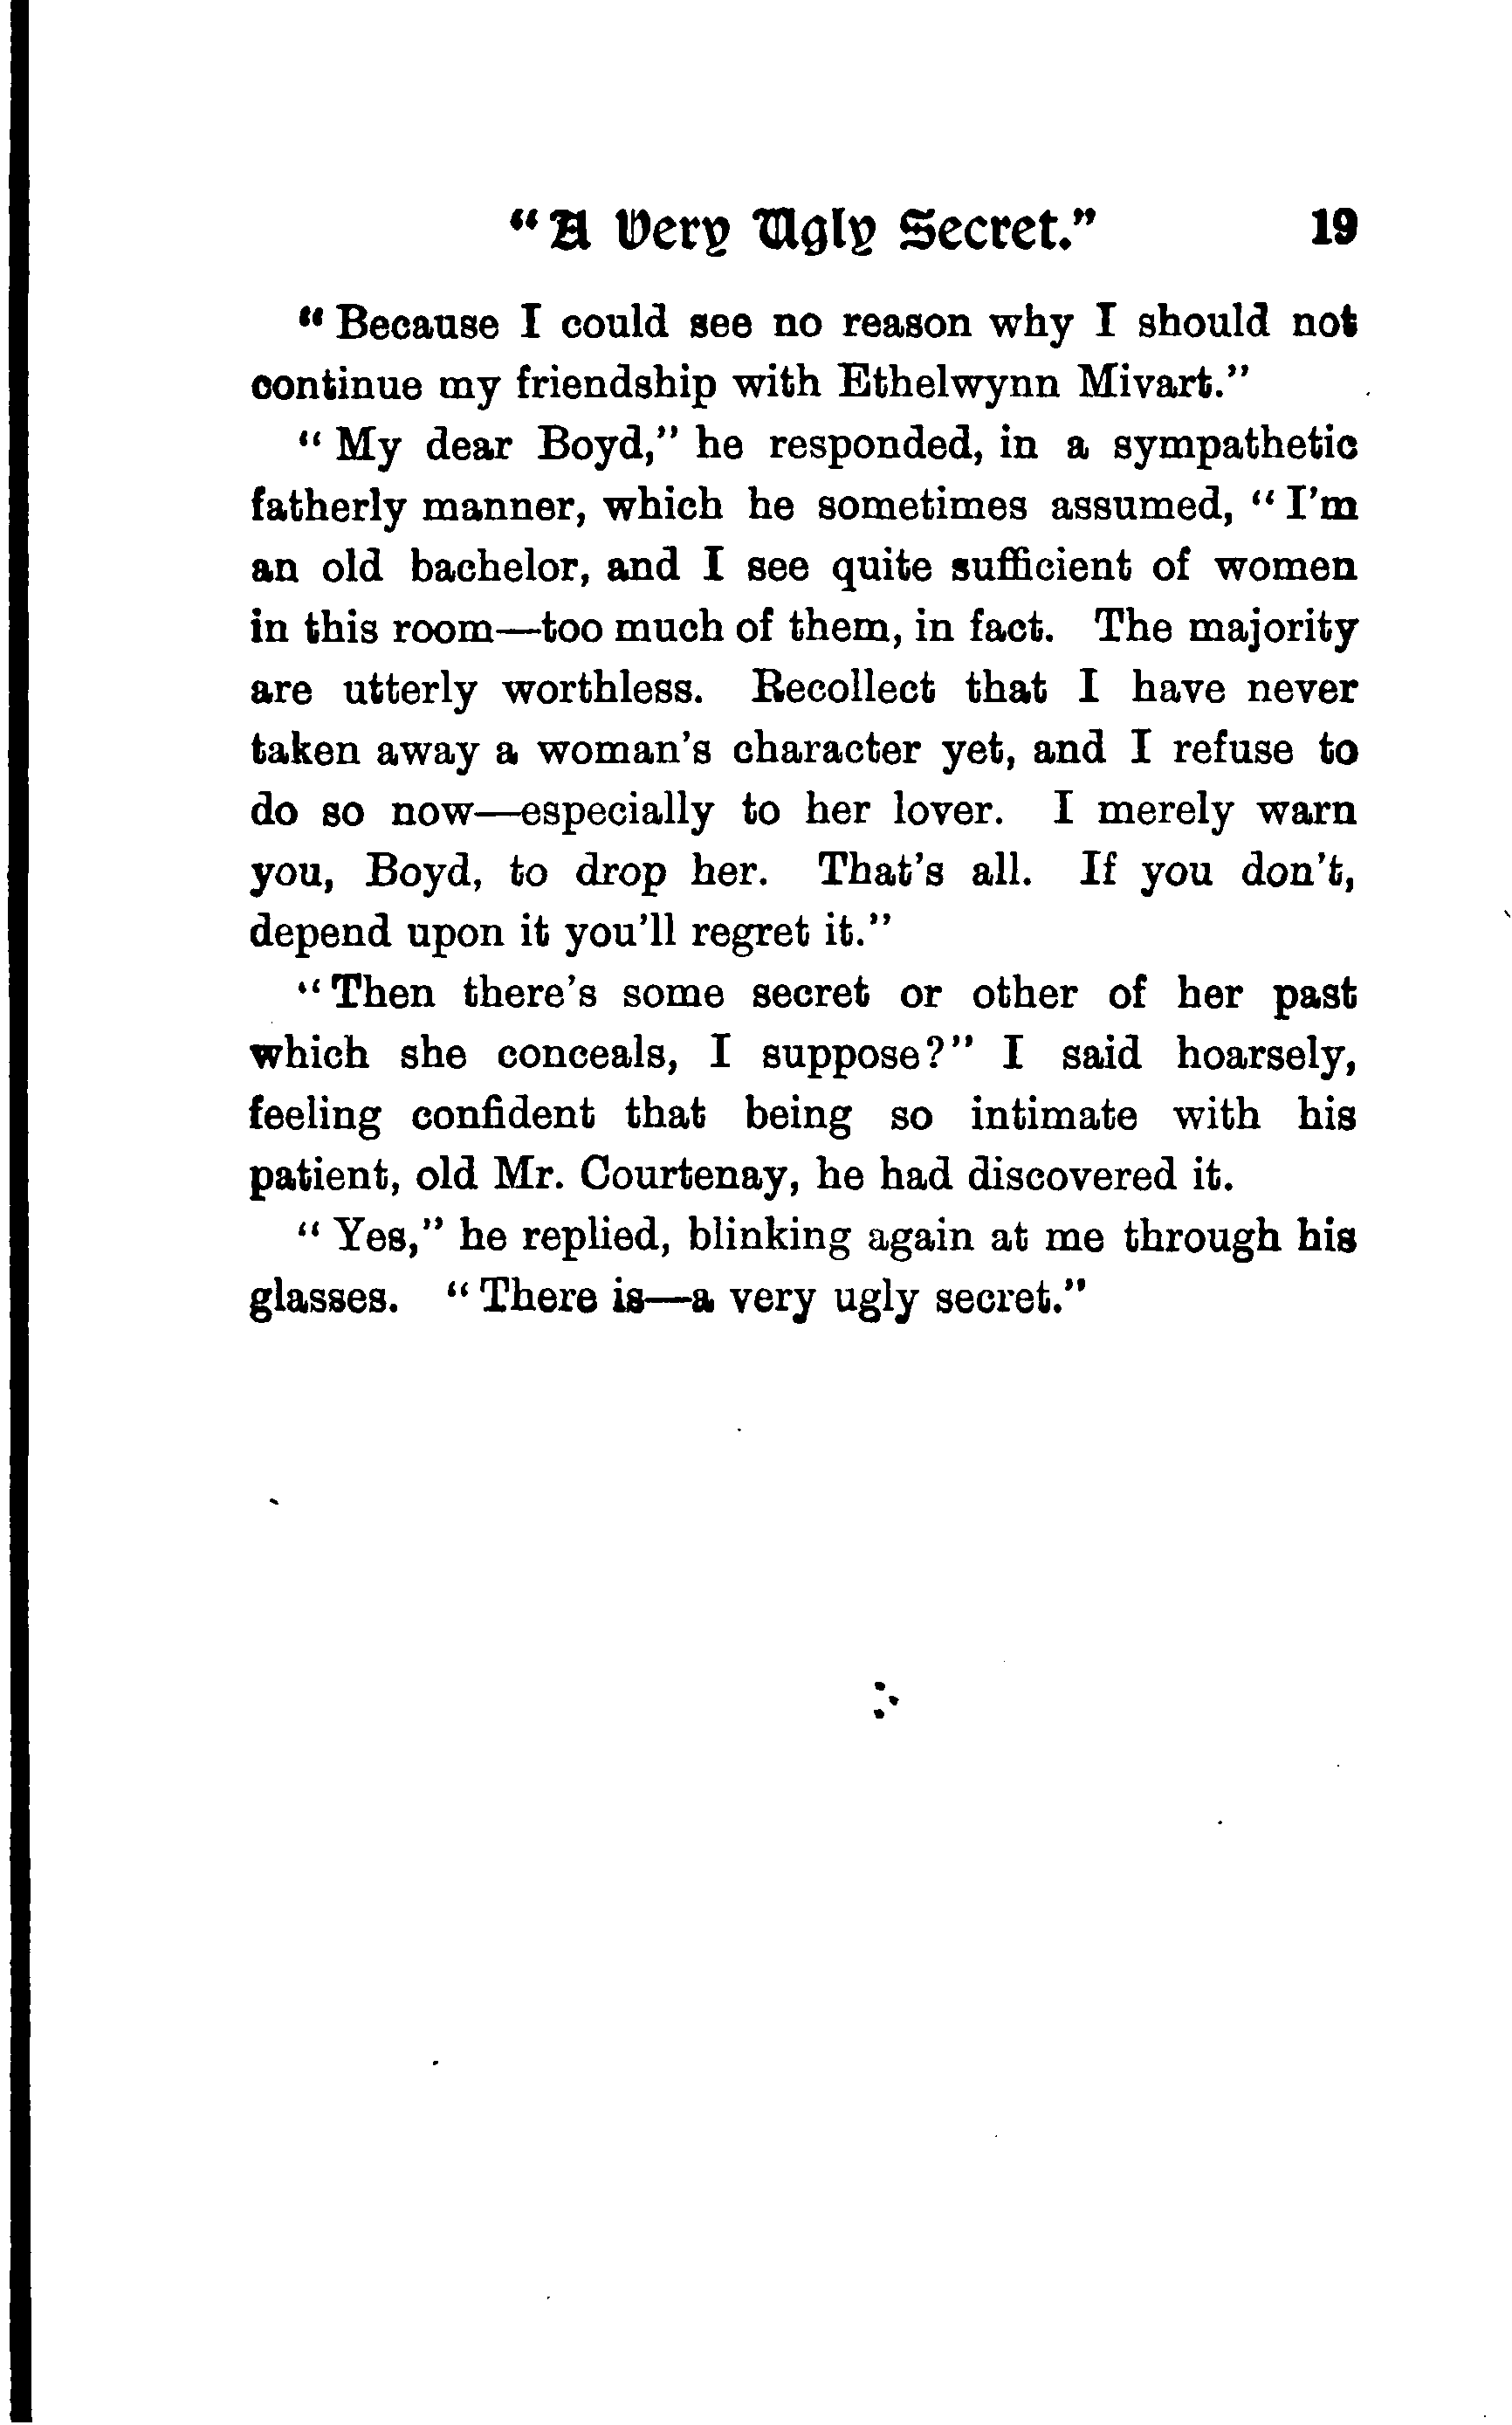 "A Very Ugly Secret." 19
"Because I could see no reason why I should not
continue my friendship with Ethelwynn Mivart."
"My dear Boyd," he responded, in a sympathetic
fatherly manner, which he sometimes assumed, "I'm
an old bachelor, and I see quite sufficient of women
in this room—too much of them, in fact. The majority
are utterly worthless. Recollect that I have never
taken away a woman's character yet, and I refuse to
do so now—especially to her lover. I merely warn
you, Boyd, to drop her. That's all. If you don't,
depend upon it you'll regret it."
"Then there's some secret or other of her past
which she conceals, I suppose?" I said hoarsely,
feeling confident that being so intimate with his
patient, old Mr. Courtenay, he had discovered it.
"Yes," he replied, blinking again at me through his
glasses. "There is—a very ugly secret."